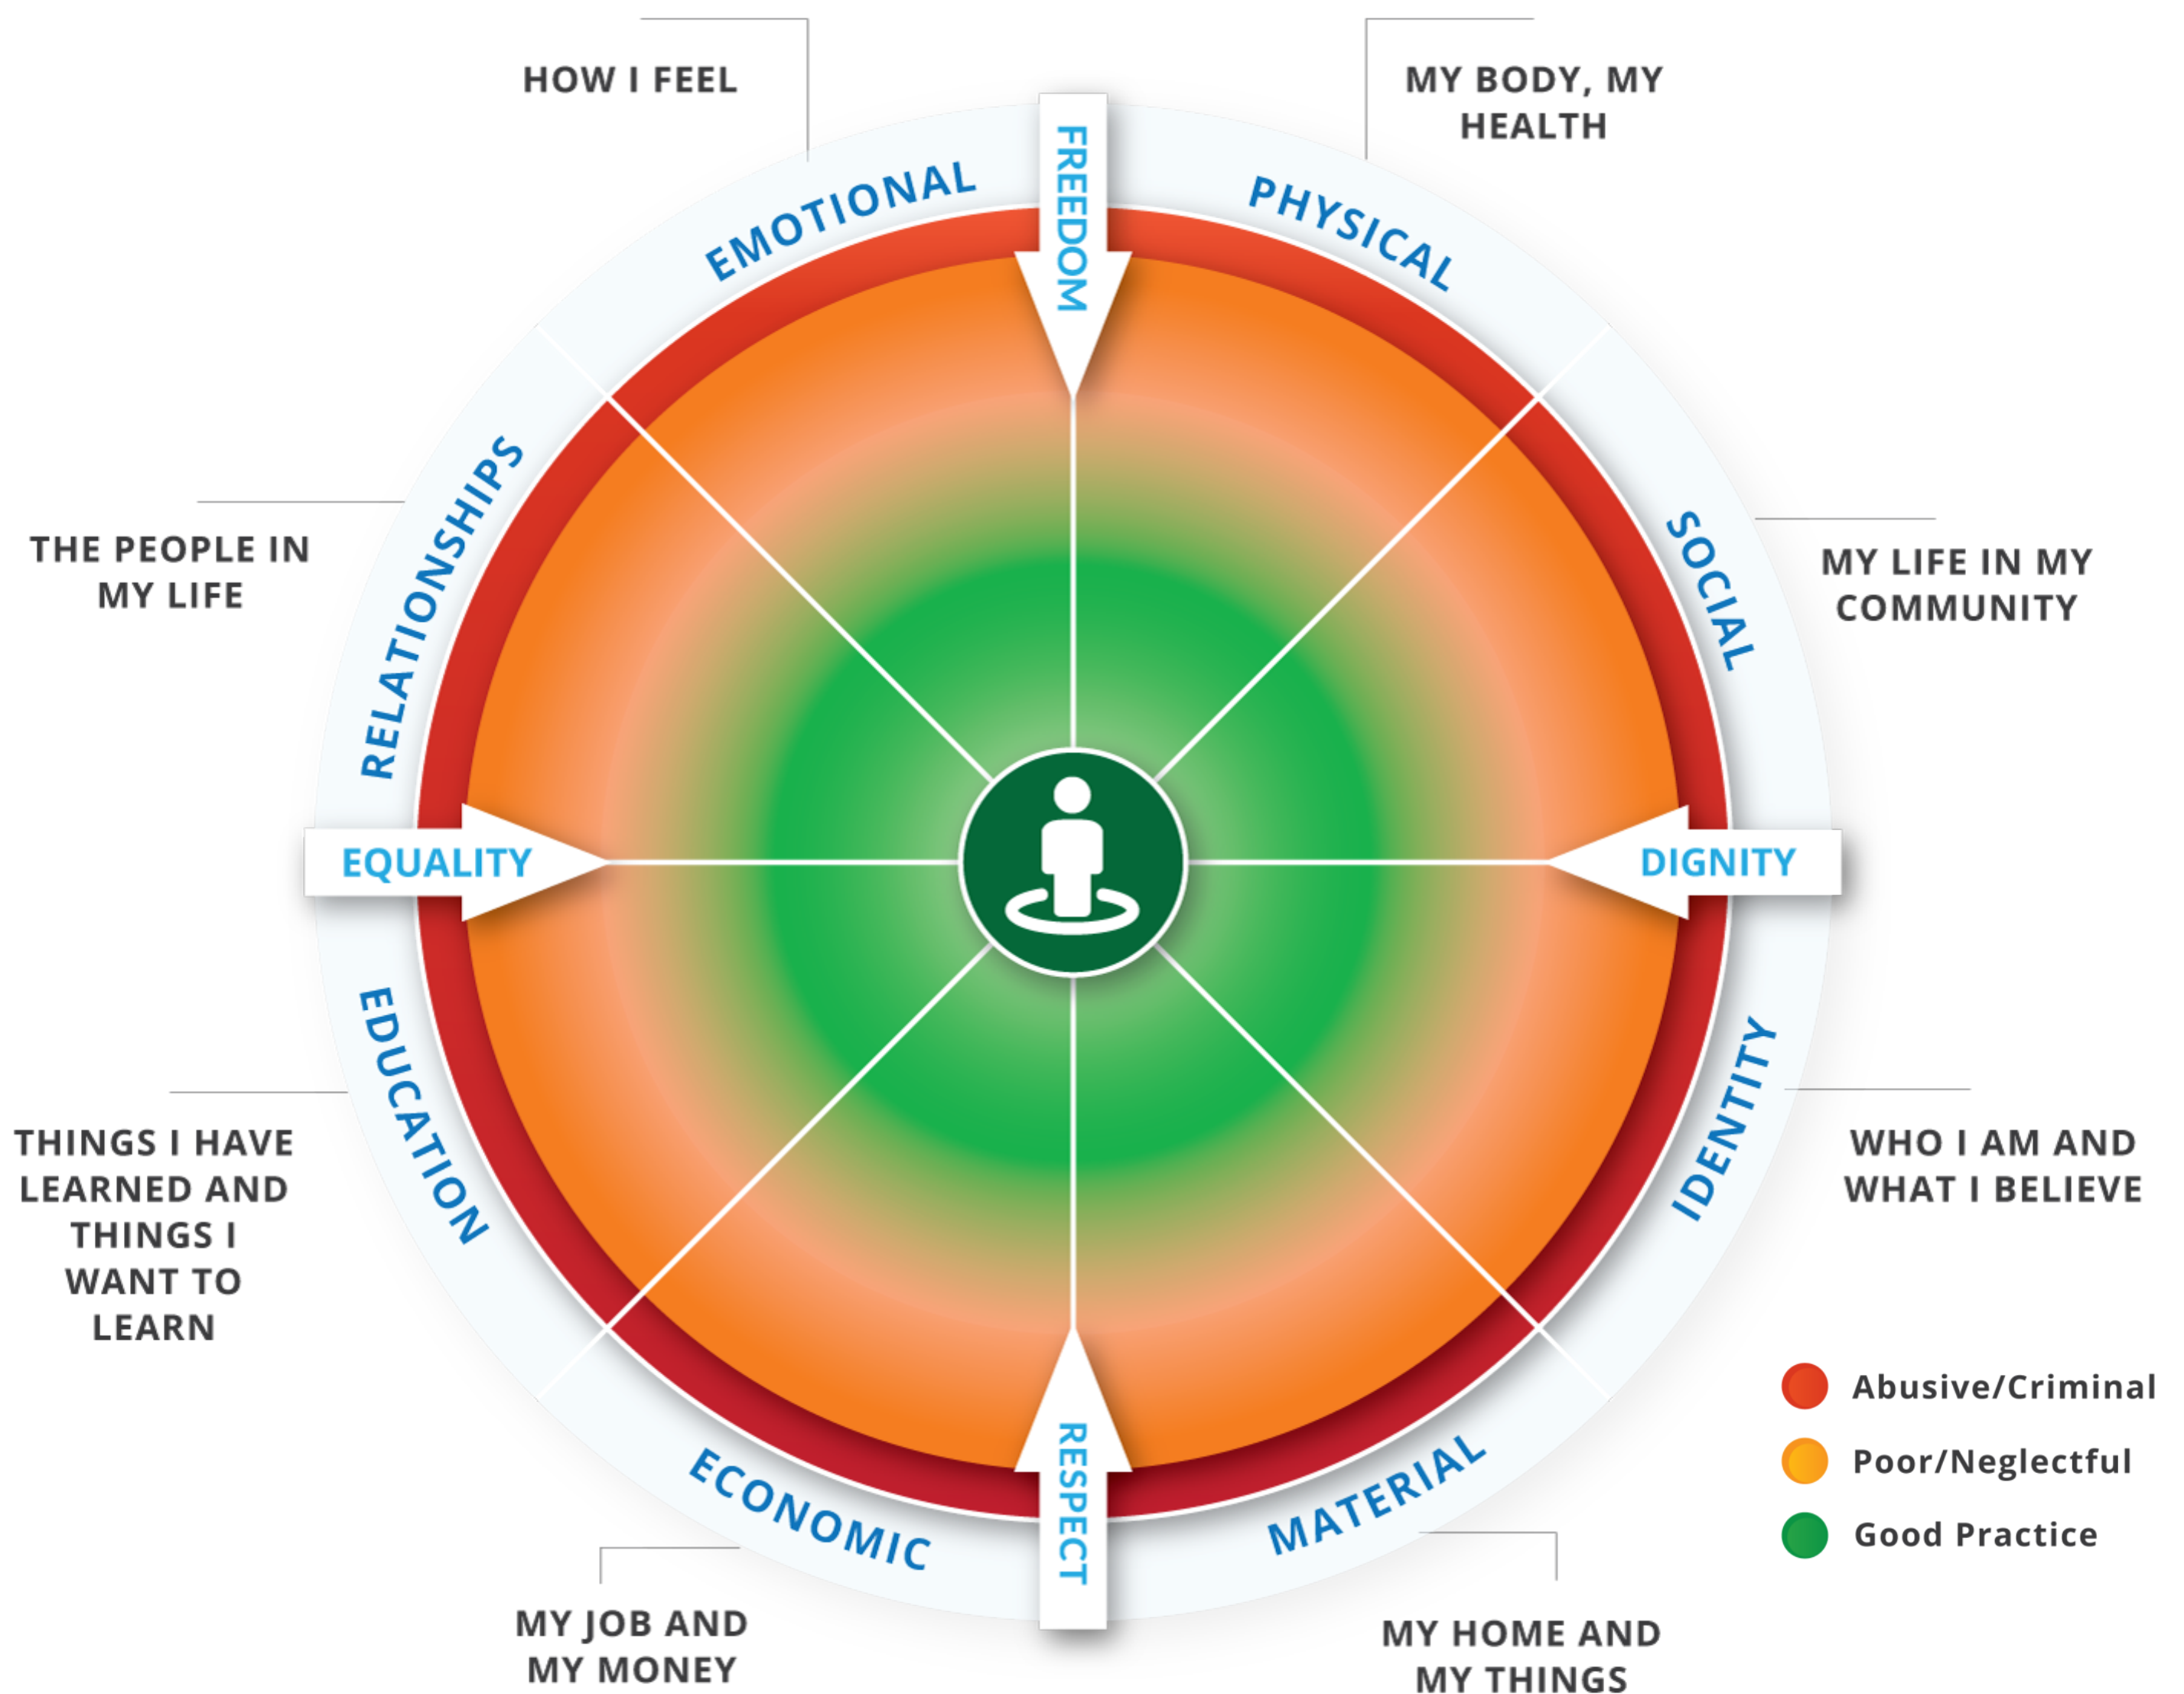 HOW I FEEL
MY BODY, MY
HEALTH
FREEDOM
EMOTIONAL
PHYSICAL
RELATIONSHIPS
SOCIAL
THE PEOPLE IN
MY LIFE
MY LIFE IN MY
COMMUNITY
EQUALITY
DIGNITY
EDUCATION
IDENTITY
THINGS I HAVE
LEARNED AND
THINGS I
WANT TO
LEARN
WHO I AM AND
WHAT I BELIEVE
ECONOMIC
RESPECT
MATERIAL
MY JOB AND
MY MONEY
MY HOME AND
MY THINGS
Abusive/Criminal
Poor/Neglectful
Good Practice